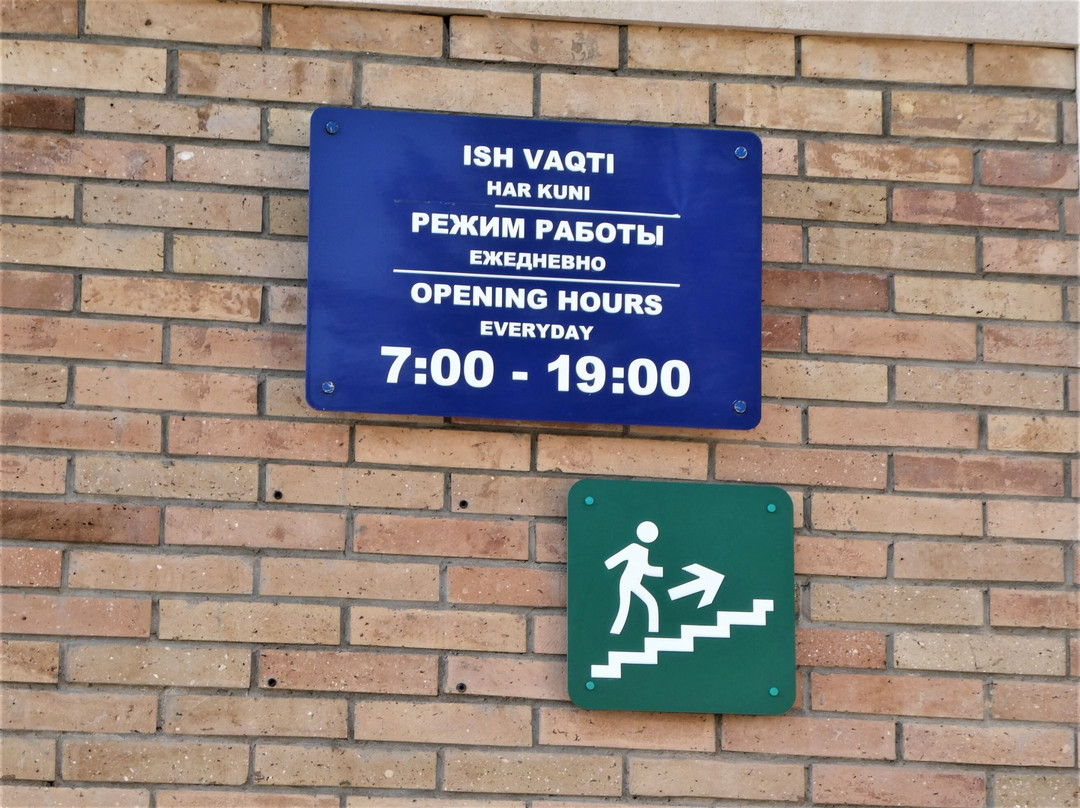 ISH VAQTI
HAR KUNI
РЕЖИМ РАБОТЫ
ЕЖЕДНЕВНО
OPENING HOURS
EVERYDAY
7:00 - 19:00